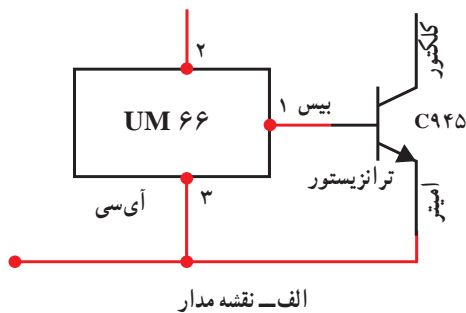 ۲
کلکتور
UM ۶۶
۱
بیس
C۹۴۵
ترانزیستور
امیتر
۳
آی‌سی
الف ــ نقشه مدار